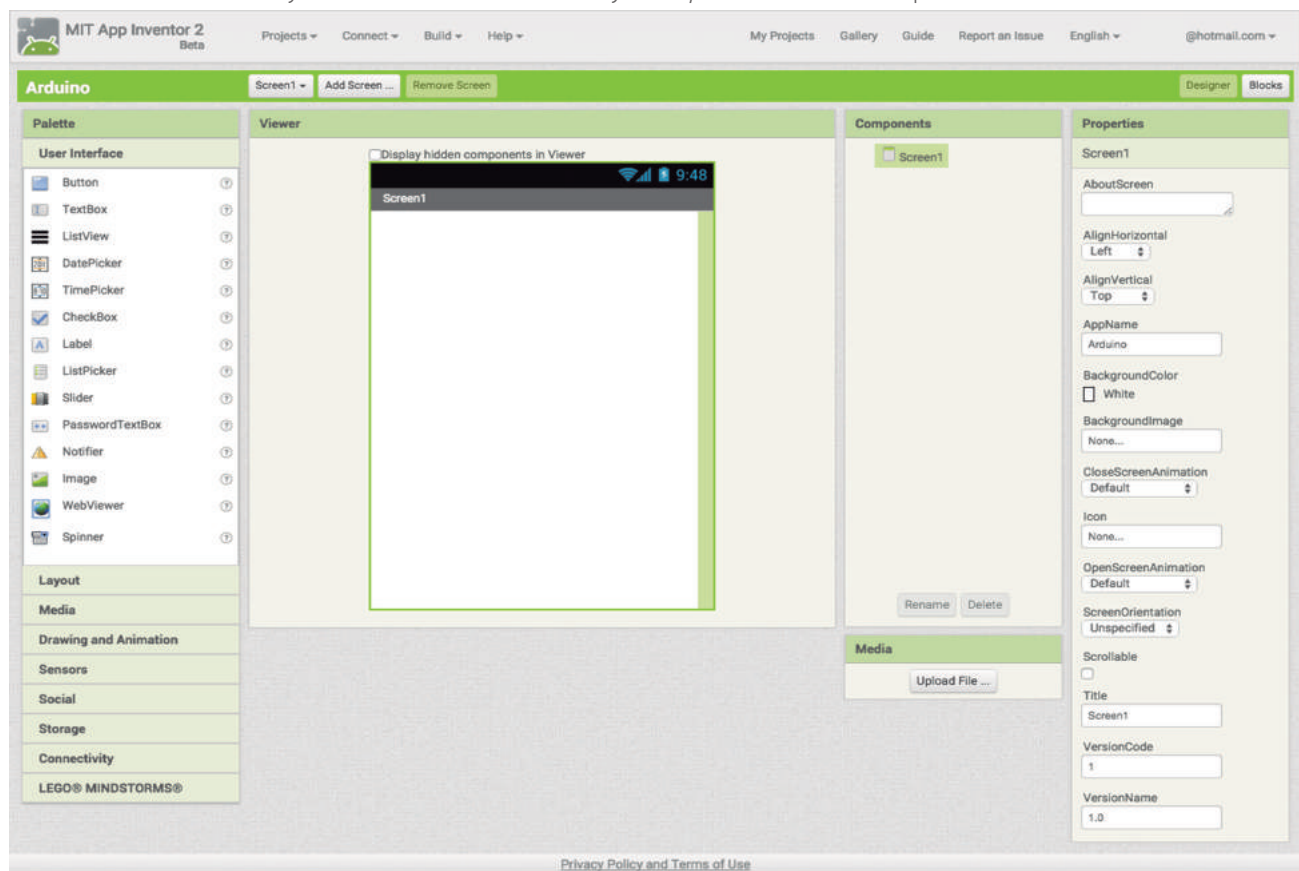 MIT App Inventor 2
Beta
Projects Connect Build Help My Projects Gallery Guide Report an Issue English @hotmail.com
Arduino Screen1 Add Screen ... Remove Screen Designer Blocks
Palette
User Interface
Button
TextBox
ListView
DatePicker
TimePicker
CheckBox
Label
ListPicker
Slider
PasswordTextBox
Notifier
Image
WebViewer
Spinner
Layout
Media
Drawing and Animation
Sensors
Social
Storage
Connectivity
LEGO® MINDSTORMS®
Viewer
Display hidden components in Viewer
9:48
Screen1
Components
Screen1
Rename Delete
Media
Upload File ...
Properties
Screen1
AboutScreen
AlignHorizontal
Left
AlignVertical
Top
AppName
Arduino
BackgroundColor
White
BackgroundImage
None...
CloseScreenAnimation
Default
Icon
None...
OpenScreenAnimation
Default
ScreenOrientation
Unspecified
Scrollable
Title
Screen1
VersionCode
1
VersionName
1.0
Privacy Policy and Terms of Use